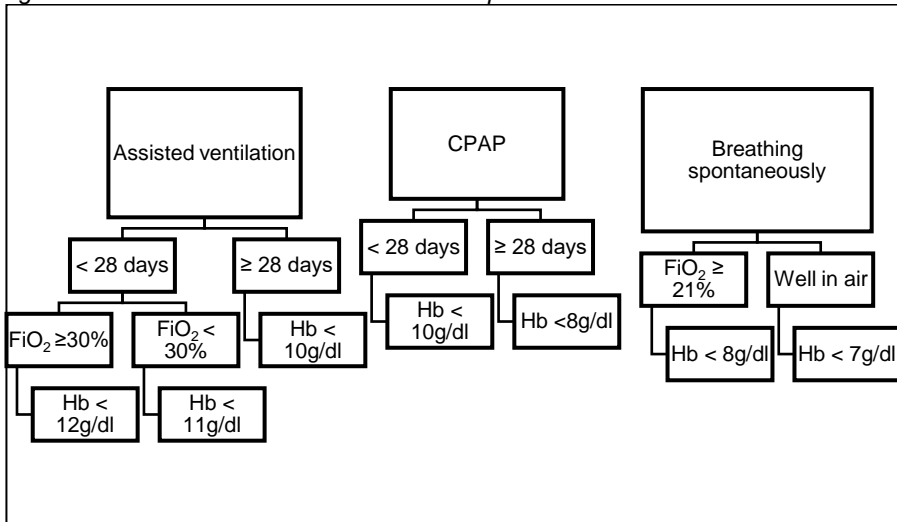 Assisted ventilation
CPAP
Breathing
spontaneously
< 28 days
≥ 28 days
< 28 days
≥ 28 days
FiO₂ ≥
21%
Well in air
FiO₂ ≥30%
FiO₂ <
30%
Hb <
10g/dl
Hb <
10g/dl
Hb <8g/dl
Hb < 8g/dl
Hb < 7g/dl
Hb <
12g/dl
Hb <
11g/dl